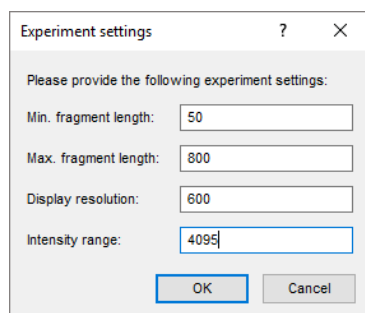 Experiment settings ?
Please provide the following experiment settings:
Min. fragment length: 50
Max. fragment length: 800
Display resolution: 600
Intensity range: 4095
OK Cancel